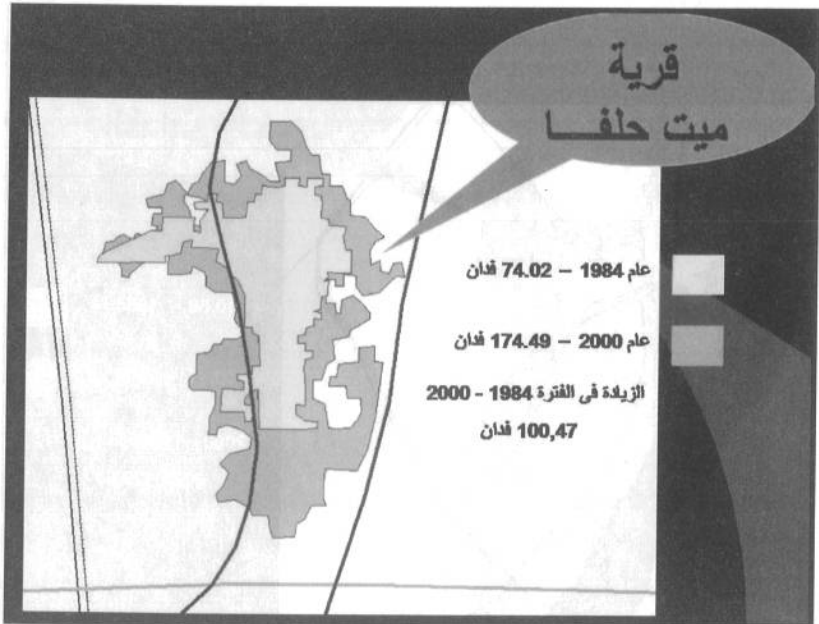 قرية
ميت حلفـــا
عام 1984 – 74.02 فدان
عام 2000 – 174.49 فدان
الزيادة فى الفترة 1984 - 2000
100,47 فدان